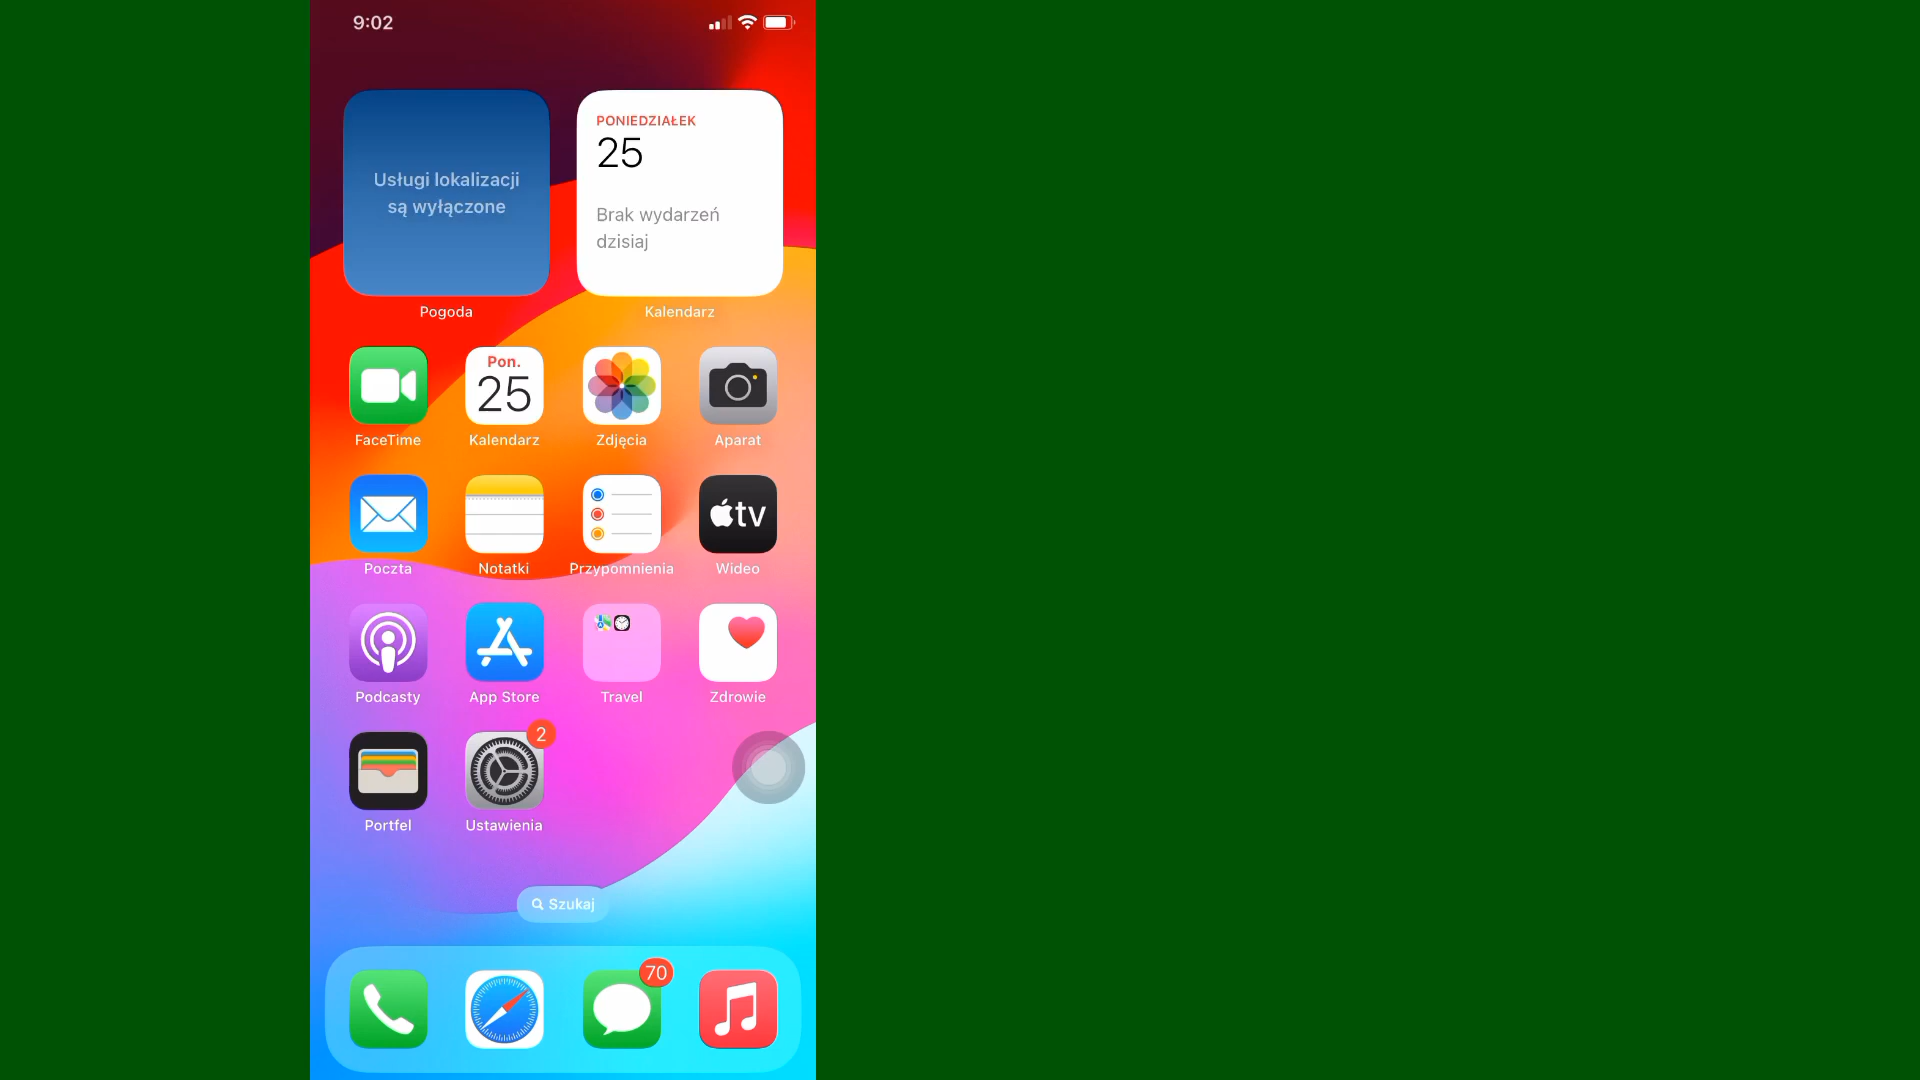 9:02
Usługi lokalizacji
są wyłączone
PONIEDZIAŁEK
25
Brak wydarzeń
dzisiaj
Pogoda
Kalendarz
Pon.
25
FaceTime
Kalendarz
Zdjęcia
Aparat
tv
Poczta
Notatki
Przypomnienia
Wideo
Podcasty
App Store
Travel
Zdrowie
2
Portfel
Ustawienia
Szukaj
70